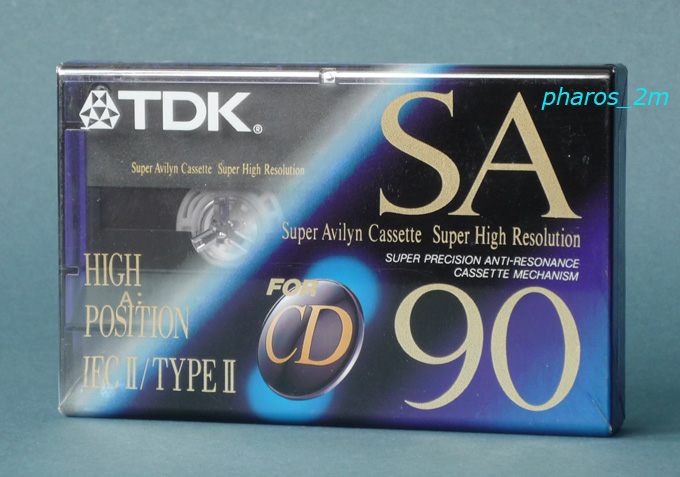 TDK®
SA
pharos_2m
Super Avilyn Cassette Super High Resolution
Super Avilyn Cassette Super High Resolution
SUPER PRECISION ANTI-RESONANCE
CASSETTE MECHANISM
HIGH
A:
POSITION
IEC II/TYPE II
FOR
CD
90